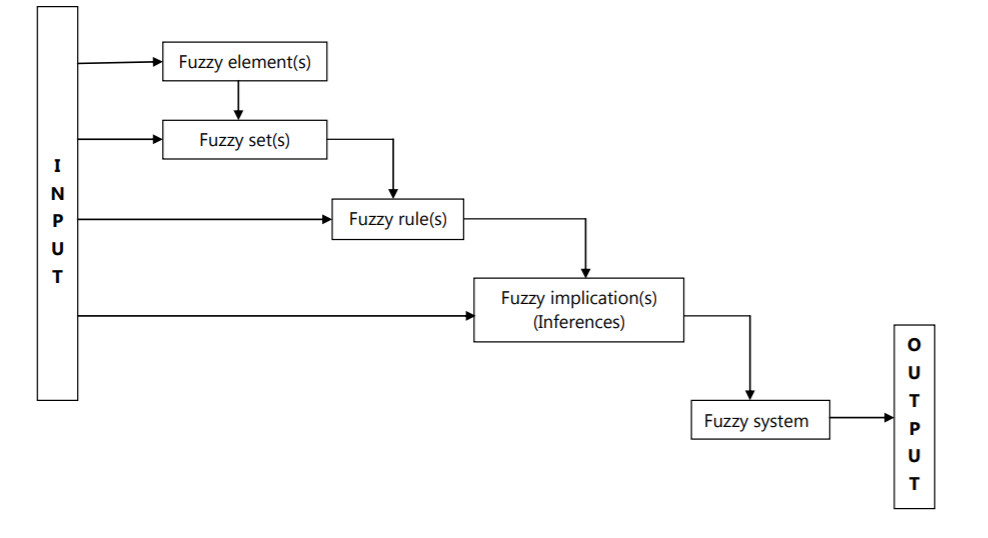 INPUT
Fuzzy element(s)
Fuzzy set(s)
Fuzzy rule(s)
Fuzzy implication(s)
(Inferences)
Fuzzy system
OUTPUT